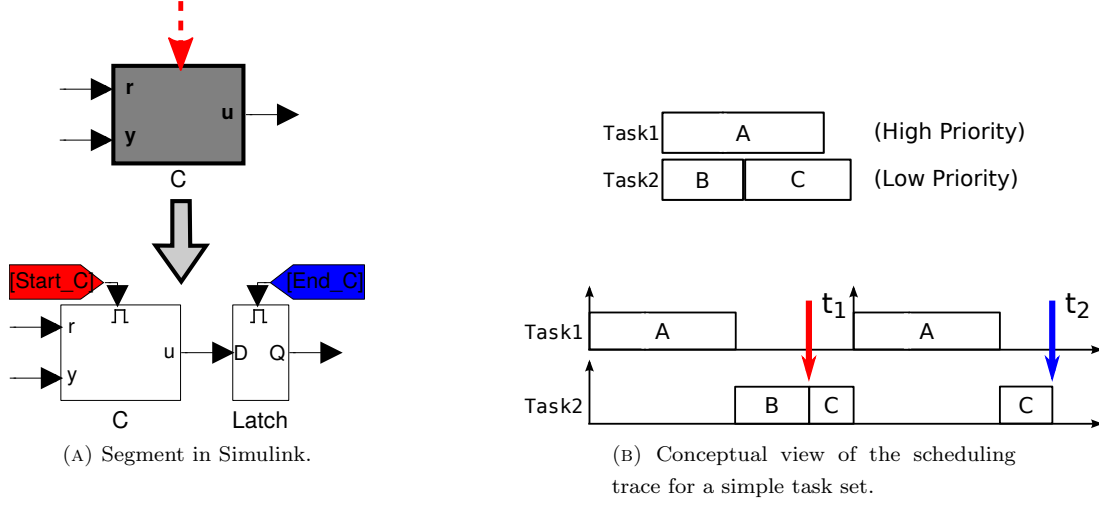 r
y
u
C
[Start_C]
[End_C]
r
y
u
D
Q
C
Latch
(A) Segment in Simulink.
Task1
A
(High Priority)
Task2
B
C
(Low Priority)
t1
t2
Task1
A
A
Task2
B
C
C
(B) Conceptual view of the scheduling
trace for a simple task set.